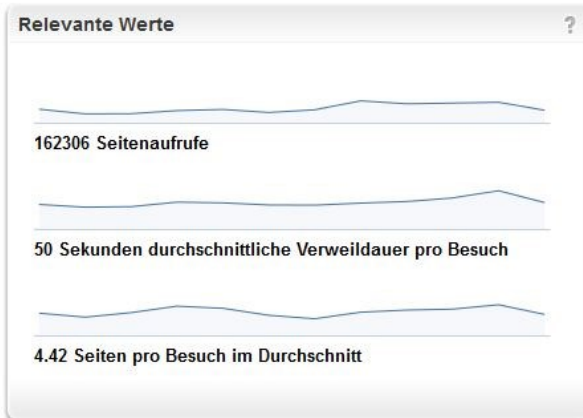 Relevante Werte
?
162306 Seitenaufrufe
50 Sekunden durchschnittliche Verweildauer pro Besuch
4.42 Seiten pro Besuch im Durchschnitt